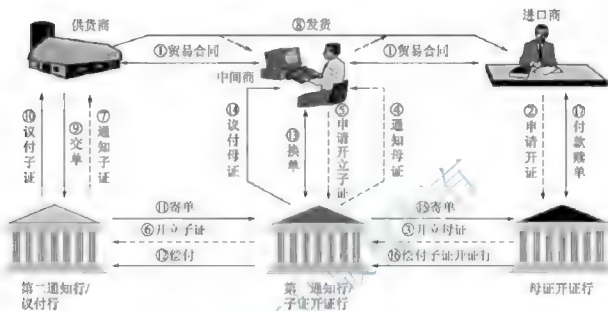 供货商
⑧发货
进口商
①贸易合同
①贸易合同
中间商
⑩议付子证
⑨交单
⑦通知子证
⑭议付母证
⑬换单
⑤申请开立子证
④通知母证
②申请开证
⑰付款赎单
⑪寄单
⑥开立子证
⑫偿付
⑮寄单
③开立母证
⑯偿付子证开证行
第二通知行/
议付行
第一通知行/
子证开证行
母证开证行